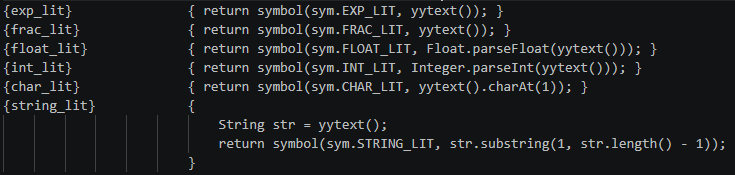 {exp_lit} { return symbol(sym.EXP_LIT, yytext()); }
{frac_lit} { return symbol(sym.FRAC_LIT, yytext()); }
{float_lit} { return symbol(sym.FLOAT_LIT, Float.parseFloat(yytext())); }
{int_lit} { return symbol(sym.INT_LIT, Integer.parseInt(yytext())); }
{char_lit} { return symbol(sym.CHAR_LIT, yytext().charAt(1)); }
{string_lit} {
String str = yytext();
return symbol(sym.STRING_LIT, str.substring(1, str.length() - 1));
}